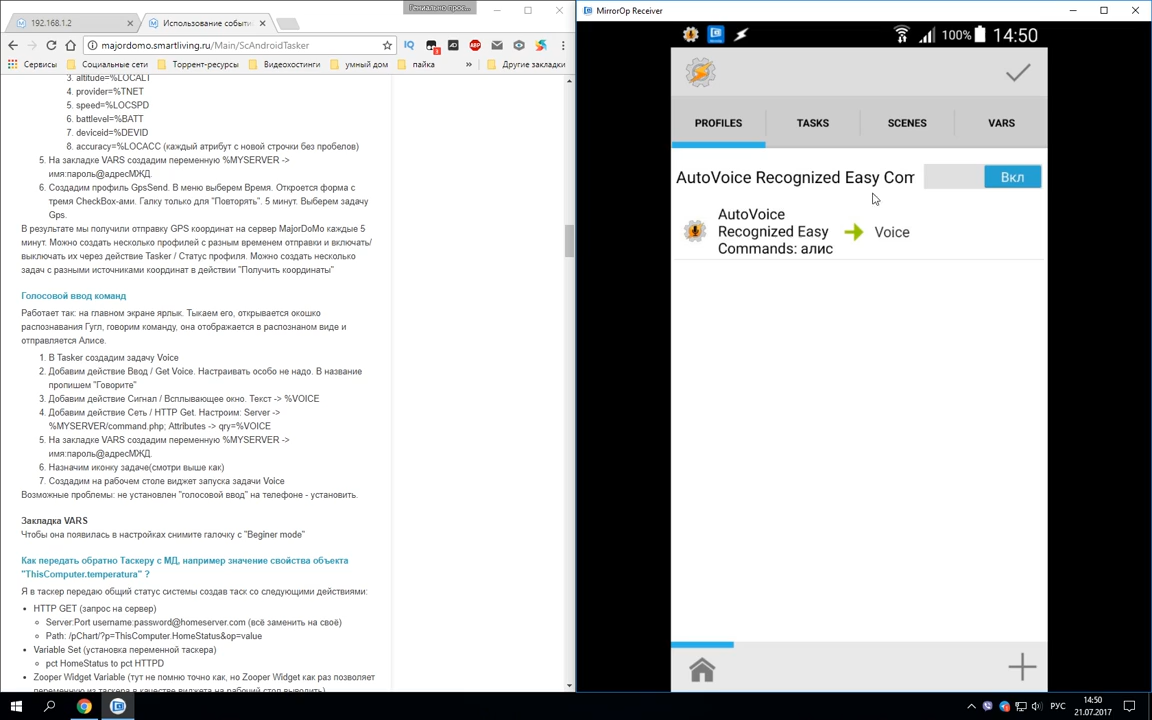 192.168.1.2
Использование событи
Гениально прос...
majordomo.smartliving.ru/Main/ScAndroidTasker
Сервисы
Социальные сети
Торрент-ресурсы
Видеохостинги
умный дом
пайка
»
Другие закладки
3. altitude=%LOCALT
4. provider=%TNET
5. speed=%LOCSPD
6. battlevel=%BATT
7. deviceid=%DEVID
8. accuracy=%LOCACC (каждый атрибут с новой строчки без пробелов)
5. На закладке VARS создадим переменную %MYSERVER ->
имя:пароль@адресМЖД.
6. Создадим профиль GpsSend. В меню выберем Время. Откроется форма с
тремя CheckBox-ами. Галку только для "Повторять". 5 минут. Выберем задачу
Gps.
В результате мы получили отправку GPS координат на сервер MajorDoMo каждые 5
минут. Можно создать несколько профилей с разным временем отправки и включать/
выключать их через действие Tasker / Статус профиля. Можно создать несколько
задач с разными источниками координат в действии "Получить координаты"
Голосовой ввод команд
Работает так: на главном экране ярлык. Тыкаем его, открывается окошко
распознавания Гугл, говорим команду, она отображается в распознаном виде и
отправляется Алисе.
1. В Tasker создадим задачу Voice
2. Добавим действие Ввод / Get Voice. Настраивать особо не надо. В название
пропишем "Говорите"
3. Добавим действие Сигнал / Всплывающее окно. Текст -> %VOICE
4. Добавим действие Сеть / HTTP Get. Настроим: Server ->
%MYSERVER/command.php; Attributes -> qry=%VOICE
5. На закладке VARS создадим переменную %MYSERVER ->
имя:пароль@адресМЖД.
6. Назначим иконку задаче(смотри выше как)
7. Создадим на рабочем столе виджет запуска задачи Voice
Возможные проблемы: не установлен "голосовой ввод" на телефоне - установить.
Закладка VARS
Чтобы она появилась в настройках снимите галочку с "Beginer mode"
Как передать обратно Таскеру с МД, например значение свойства объекта
"ThisComputer.temperatura" ?
Я в таскер передаю общий статус системы создав таск со следующими действиями:
HTTP GET (запрос на сервер)
Server:Port username:password@homeserver.com (всё заменить на своё)
Path: /pChart/?p=ThisComputer.HomeStatus&op=value
Variable Set (установка переменной таскера)
pct HomeStatus to pct HTTPD
Zooper Widget Variable (тут не помню точно как, но Zooper Widget как раз позволяет
переменную из таскера в качестве виджета на рабочий стол выводить)
MirrorOp Receiver
100% 14:50
PROFILES
TASKS
SCENES
VARS
AutoVoice Recognized Easy Com
Вкл
AutoVoice
Recognized Easy
Commands: алис
Voice
РУС
14:50
21.07.2017